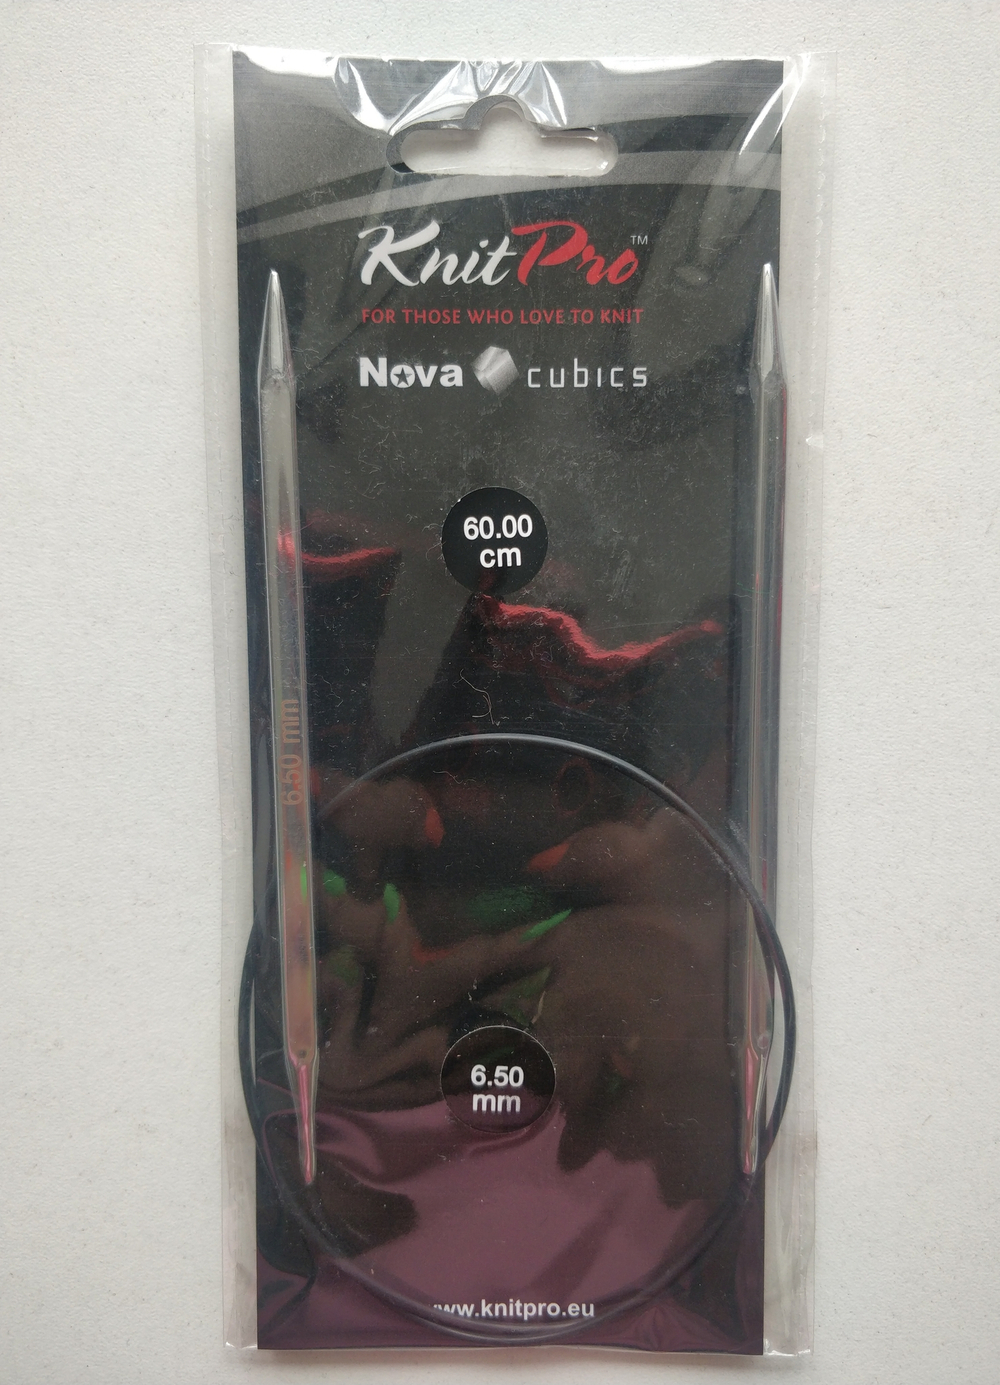 KnitPro™
FOR THOSE WHO LOVE TO KNIT
Nova cubics
60.00
cm
6.50 mm
6.50
mm
www.knitpro.eu